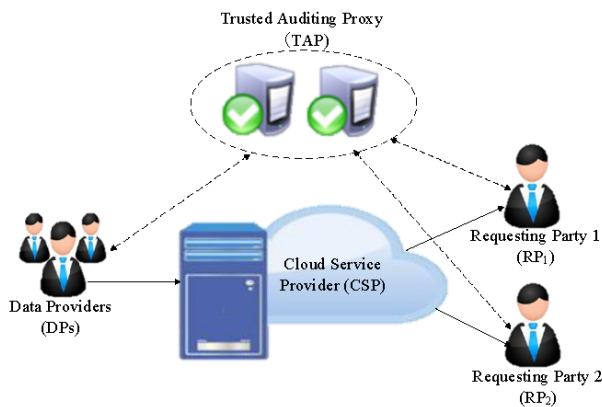 Trusted Auditing Proxy
（TAP)
Requesting Party 1
(RP₁)
Cloud Service
Provider (CSP)
Data Providers
(DPs)
Requesting Party 2
(RP₂)